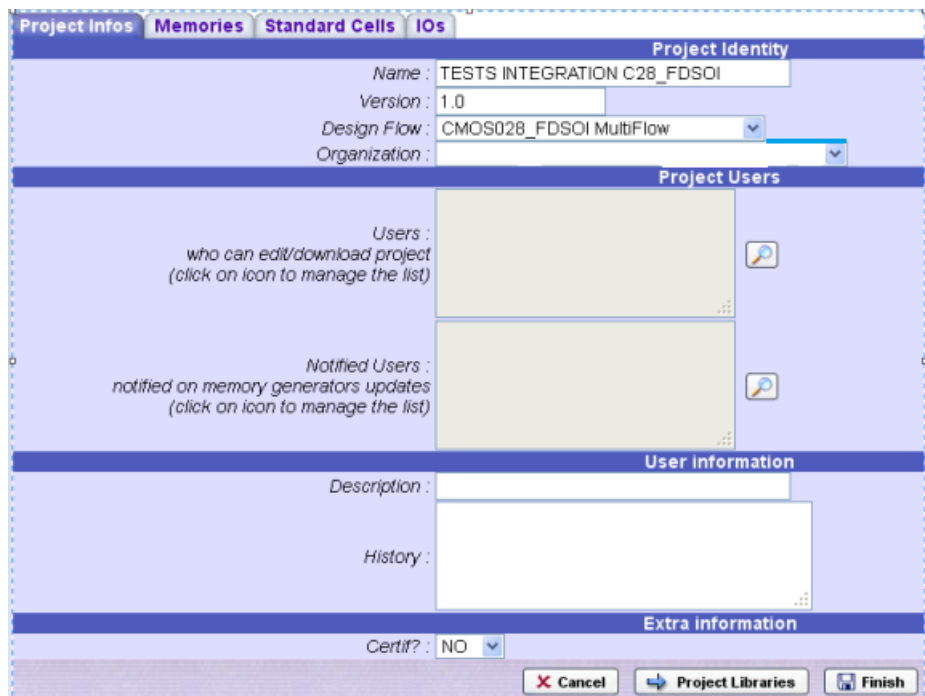 Project Infos Memories Standard Cells IOs
Project Identity
Name : TESTS INTEGRATION C28_FDSOI
Version : 1.0
Design Flow : CMOS028_FDSOI MultiFlow
Organization :
Project Users
Users :
who can edit/download project
(click on icon to manage the list)
Notified Users :
notified on memory generators updates
(click on icon to manage the list)
User information
Description :
History :
Extra information
Certif? : NO
Cancel Project Libraries Finish